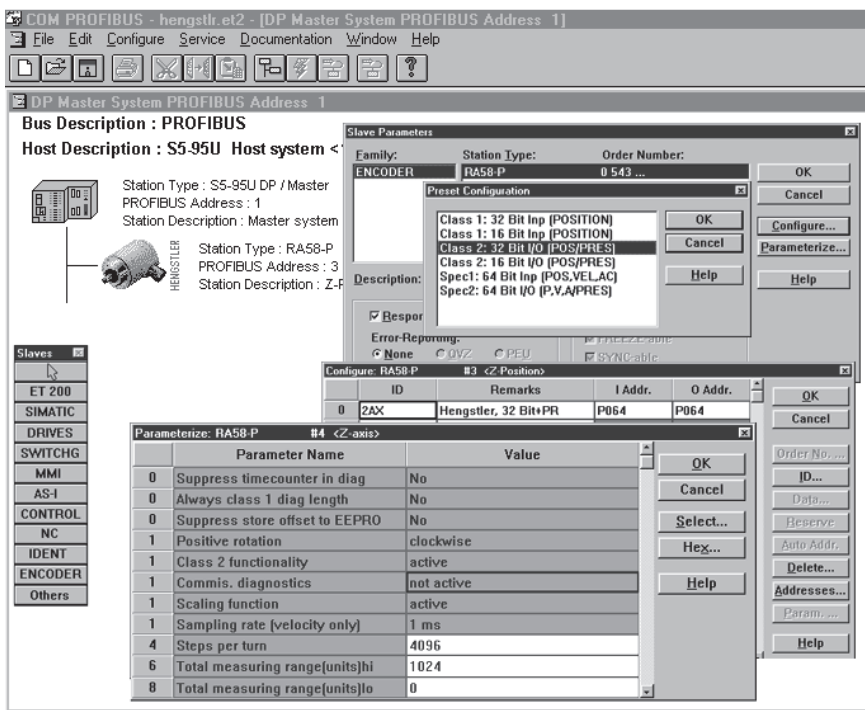 COM PROFIBUS - hengstlr.et2 - [DP Master System PROFIBUS Address 1]
File Edit Configure Service Documentation Window Help
DP Master System PROFIBUS Address 1
Bus Description : PROFIBUS
Host Description : S5-95U Host system <
Station Type : S5-95U DP / Master
PROFIBUS Address : 1
Station Description : Master system
HENGSTLER
Station Type : RA58-P
PROFIBUS Address : 3
Station Description : Z-P
Slave Parameters
Family: Station Type: Order Number:
ENCODER RA58-P 0 543 ...
OK
Cancel
Configure...
Parameterize...
Help
Description:
Respor
Error-Reporting:
None QVZ PEU
FREEZE-able
SYNC-able
Preset Configuration
Class 1: 32 Bit Inp (POSITION)
Class 1: 16 Bit Inp (POSITION)
Class 2: 32 Bit I/O (POS/PRES)
Class 2: 16 Bit I/O (POS/PRES)
Spec1: 64 Bit Inp (POS,VEL,AC)
Spec2: 64 Bit I/O (P,V,A/PRES)
OK
Cancel
Help
Slaves
ET 200
SIMATIC
DRIVES
SWITCHG
MMI
AS-I
CONTROL
NC
IDENT
ENCODER
Others
Configure: RA58-P #3 <Z-Position>
ID Remarks I Addr. O Addr.
0 2AX Hengstler, 32 Bit+PR P064 P064
OK
Cancel
Order No. ...
ID...
Data...
Reserve
Auto Addr.
Delete...
Addresses...
Param. ...
Help
Parameterize: RA58-P #4 <Z-axis>
Parameter Name Value
0 Suppress timecounter in diag No
0 Always class 1 diag length No
0 Suppress store offset to EEPRO No
1 Positive rotation clockwise
1 Class 2 functionality active
1 Commis. diagnostics not active
1 Scaling function active
1 Sampling rate (velocity only) 1 ms
4 Steps per turn 4096
6 Total measuring range(units)hi 1024
8 Total measuring range(units)lo 0
OK
Cancel
Select...
Hex...
Help